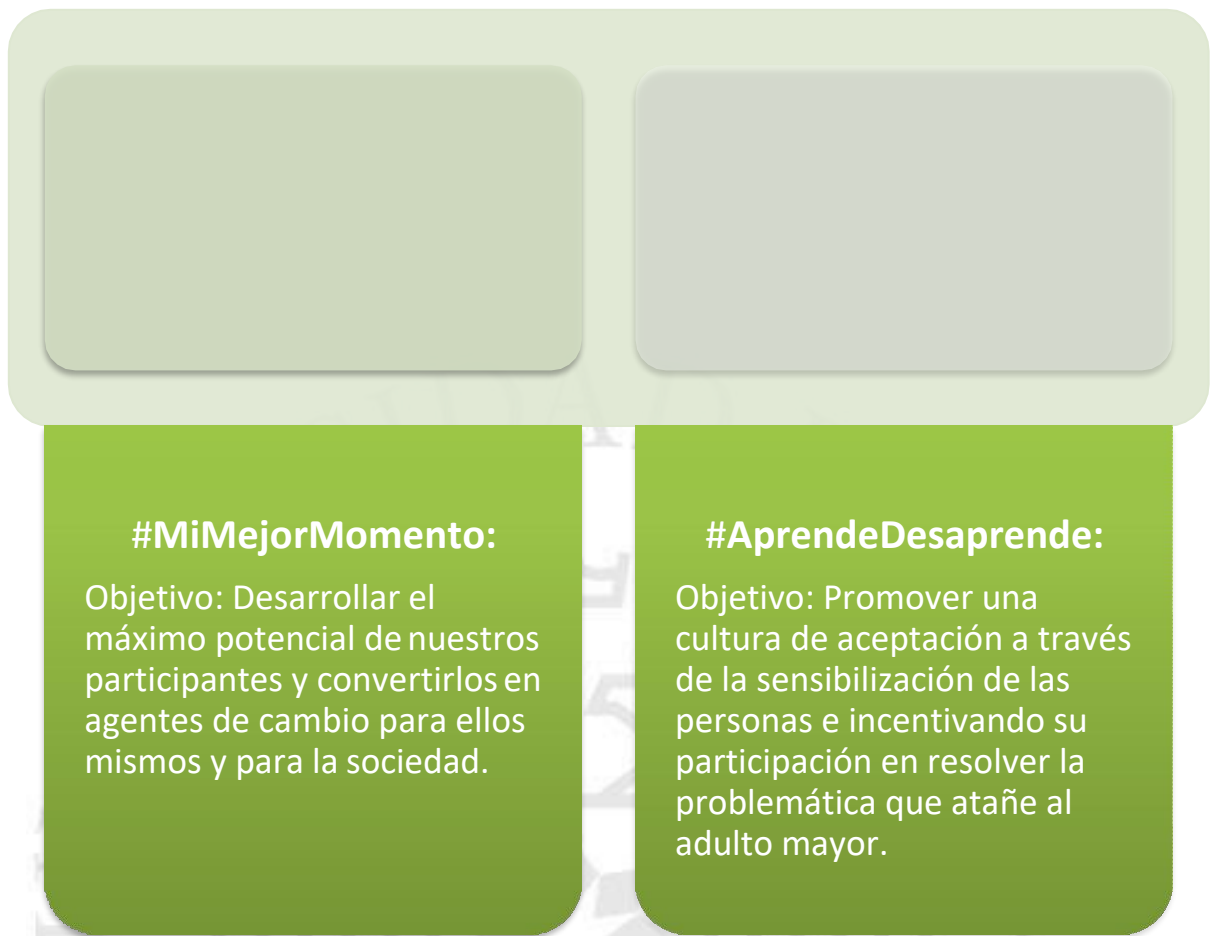 #MiMejorMomento:
Objetivo: Desarrollar el
máximo potencial de nuestros
participantes y convertirlos en
agentes de cambio para ellos
mismos y para la sociedad.
#AprendeDesaprende:
Objetivo: Promover una
cultura de aceptación a través
de la sensibilización de las
personas e incentivando su
participación en resolver la
problemática que atañe al
adulto mayor.